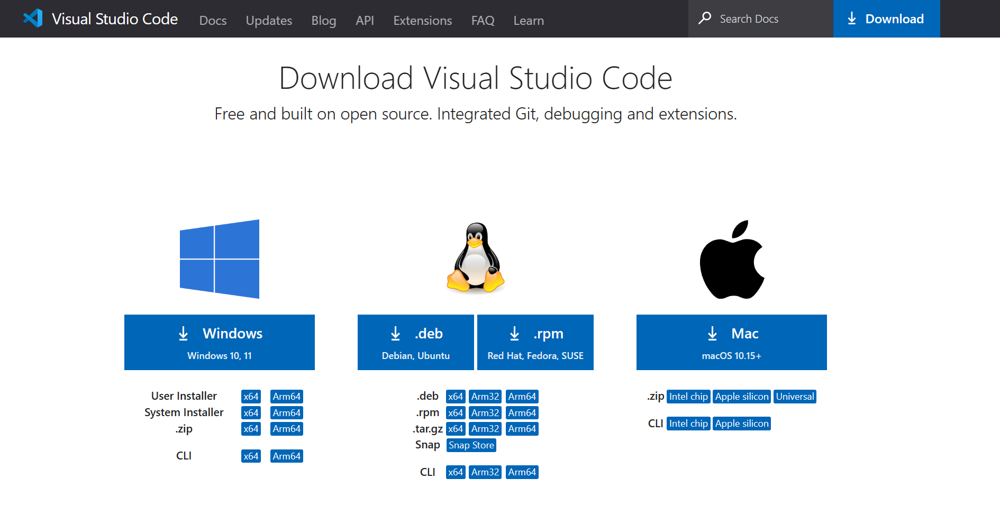 Visual Studio Code Docs Updates Blog API Extensions FAQ Learn Search Docs Download
Download Visual Studio Code
Free and built on open source. Integrated Git, debugging and extensions.
Windows
Windows 10, 11
User Installer x64 Arm64
System Installer x64 Arm64
.zip x64 Arm64
CLI x64 Arm64
.deb
Debian, Ubuntu
.rpm
Red Hat, Fedora, SUSE
.deb x64 Arm32 Arm64
.rpm x64 Arm32 Arm64
.tar.gz x64 Arm32 Arm64
Snap Snap Store
CLI x64 Arm32 Arm64
Mac
macOS 10.15+
.zip Intel chip Apple silicon Universal
CLI Intel chip Apple silicon